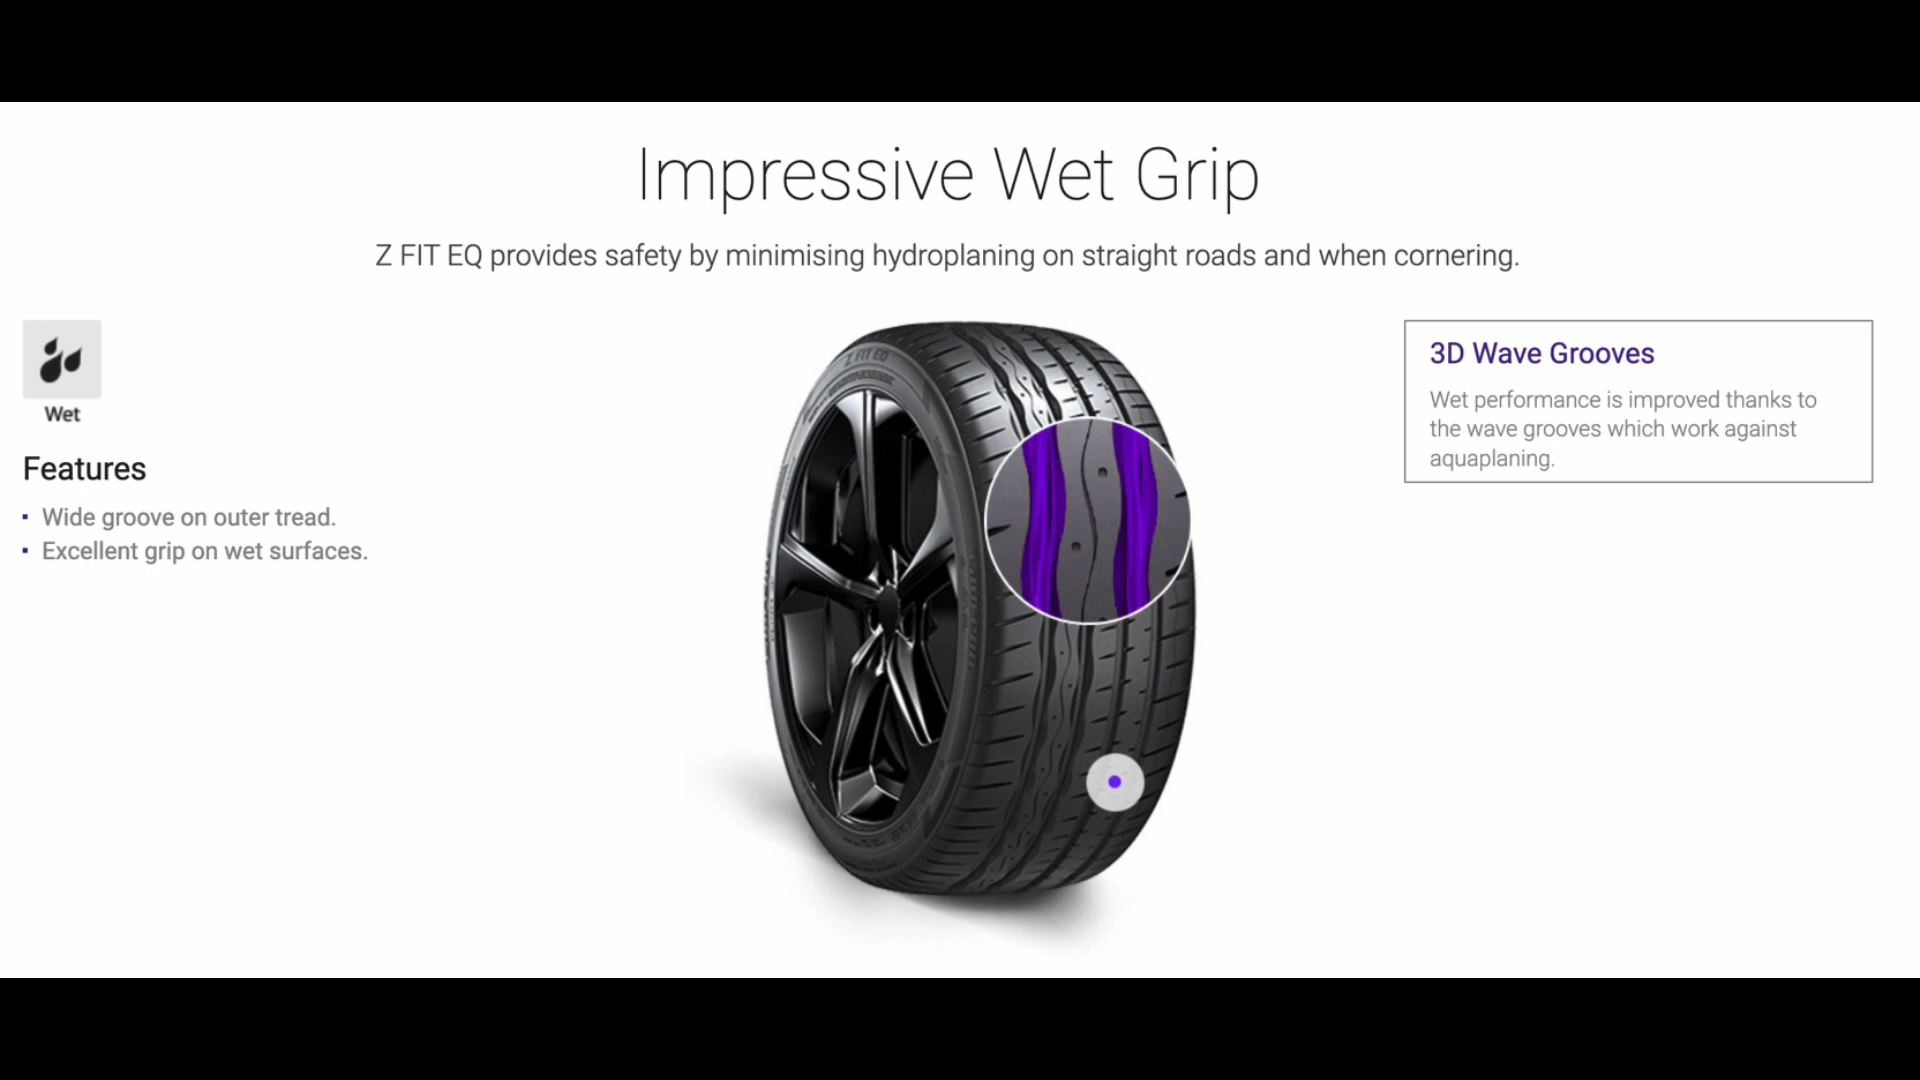 Impressive Wet Grip
Z FIT EQ provides safety by minimising hydroplaning on straight roads and when cornering.
Wet
Features
Wide groove on outer tread.
Excellent grip on wet surfaces.
Z FIT EQ
3D Wave Grooves
Wet performance is improved thanks to
the wave grooves which work against
aquaplaning.